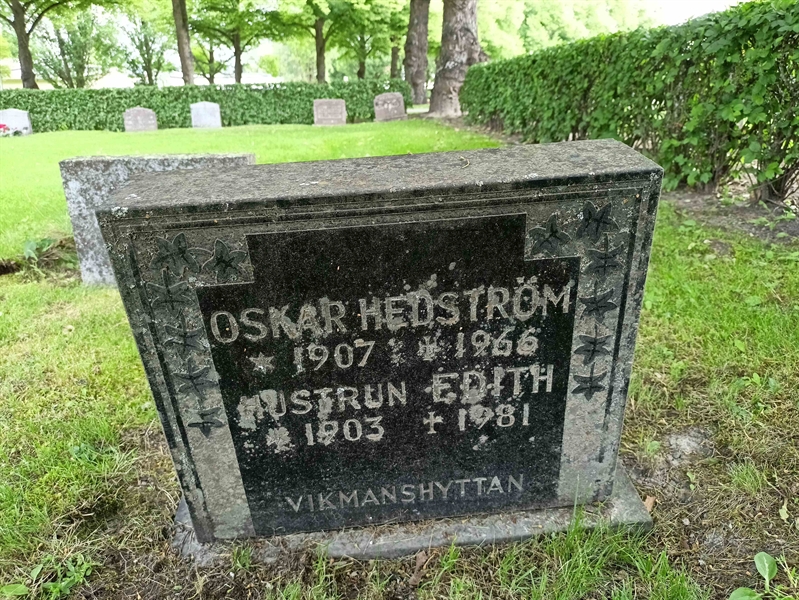 OSKAR HEDSTRÖM
* 1907 † 1966
HUSTRUN EDITH
* 1903 † 1981
VIKMANSHYTTAN